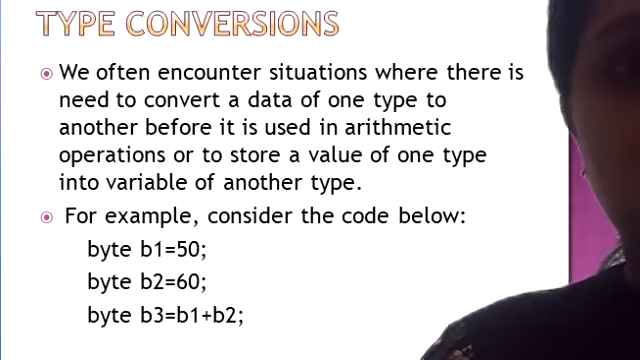 TYPE CONVERSIONS
We often encounter situations where there is
need to convert a data of one type to
another before it is used in arithmetic
operations or to store a value of one type
into variable of another type.
For example, consider the code below:
byte b1=50;
byte b2=60;
byte b3=b1+b2;